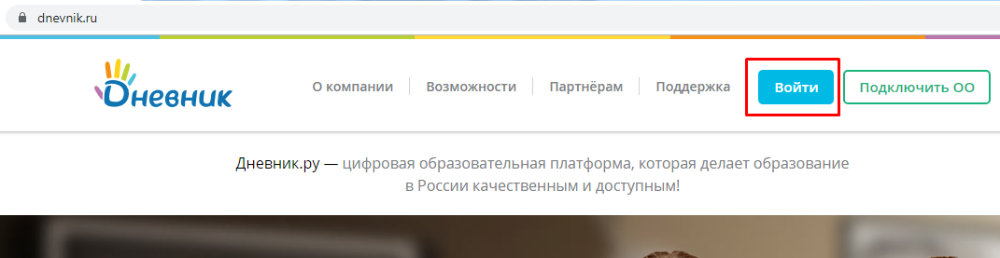 dnevnik.ru
Дневник
О компании
Возможности
Партнёрам
Поддержка
Войти
Подключить ОО
Дневник.ру — цифровая образовательная платформа, которая делает образование
в России качественным и доступным!